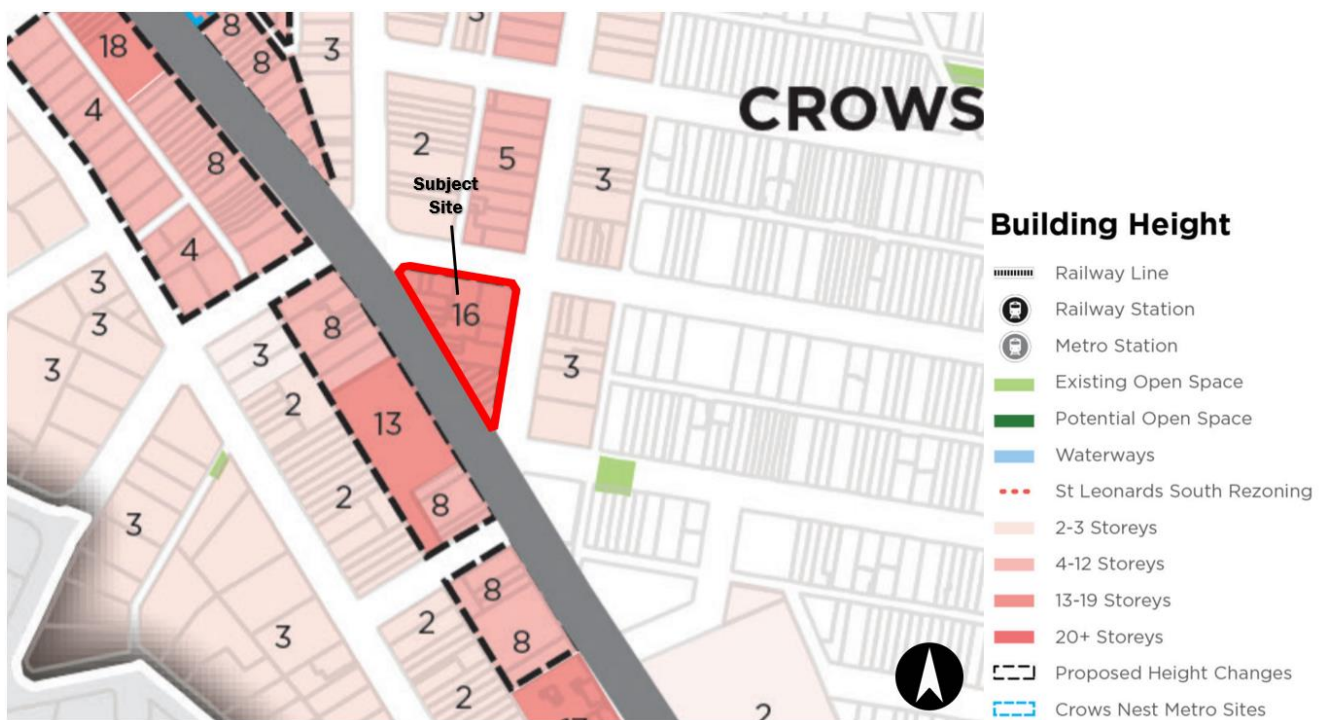 8
3
3
18
8
CROWS
4
2
5
8
3
Subject
Site
4
3
16
3
8
3
3
3
2
13
2
8
3
8
2
3
8
2
2
Building Height
Railway Line
Railway Station
Metro Station
Existing Open Space
Potential Open Space
Waterways
St Leonards South Rezoning
2-3 Storeys
4-12 Storeys
13-19 Storeys
20+ Storeys
Proposed Height Changes
Crows Nest Metro Sites